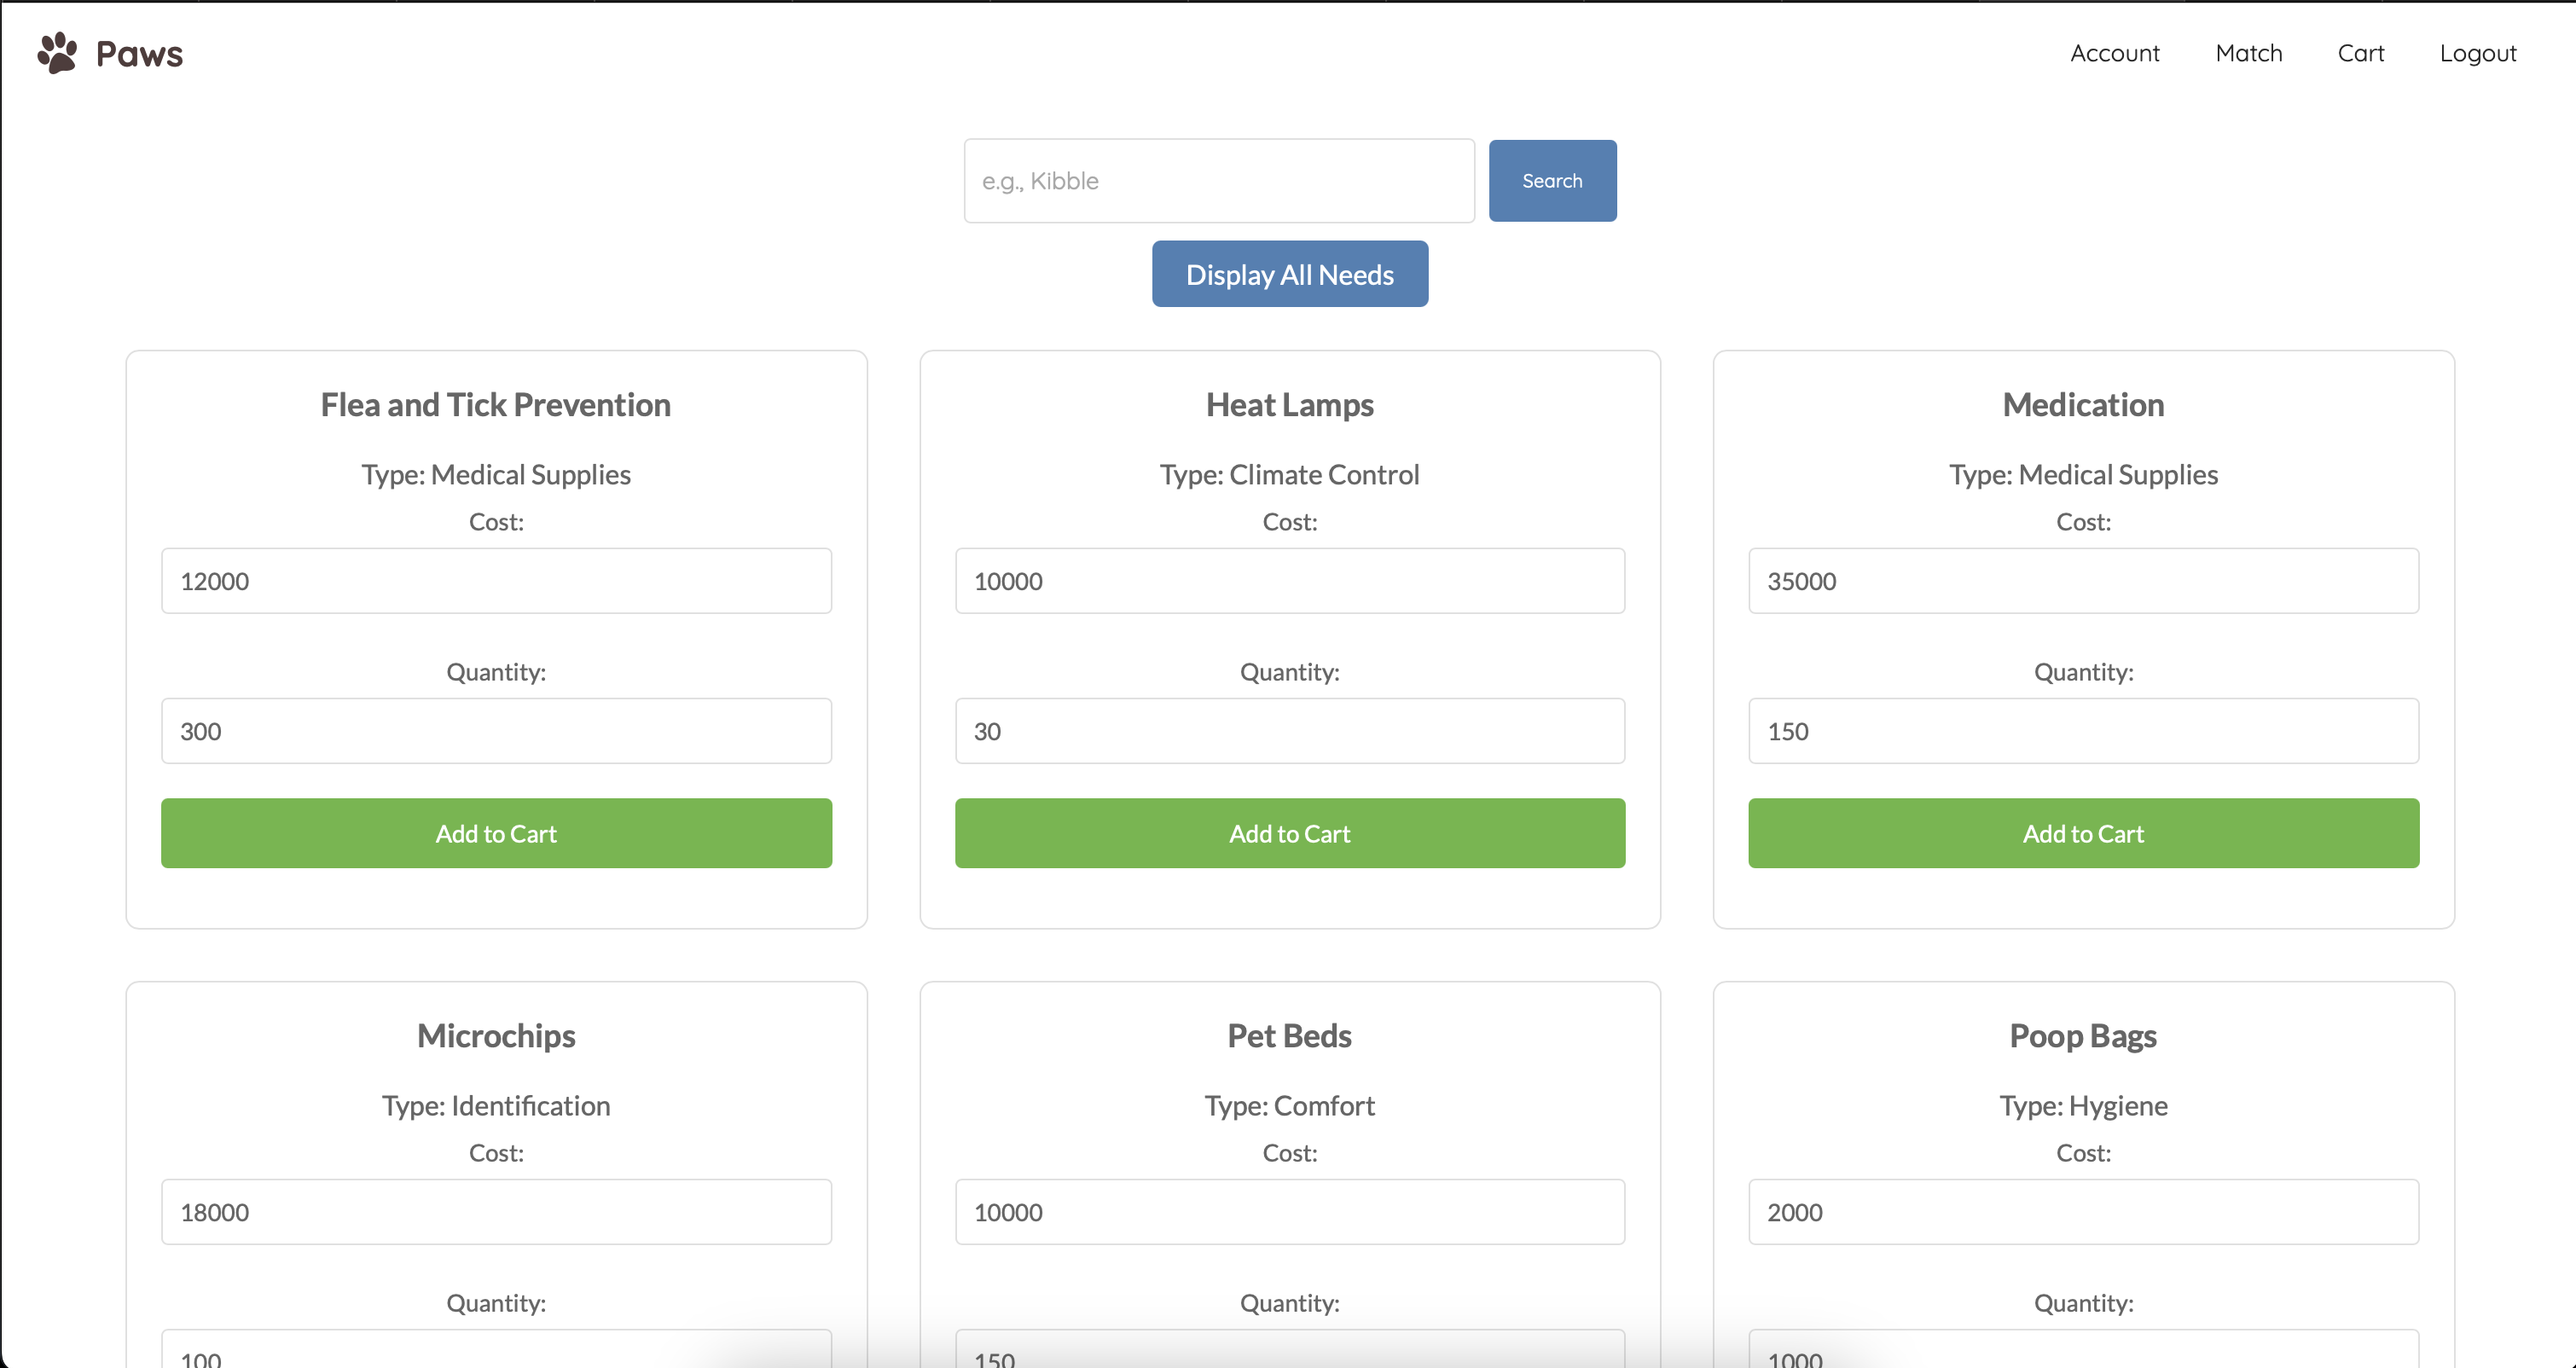 Paws
Account
Match
Cart
Logout
e.g., Kibble
Search
Display All Needs
Flea and Tick Prevention
Type: Medical Supplies
Cost:
12000
Quantity:
300
Add to Cart
Heat Lamps
Type: Climate Control
Cost:
10000
Quantity:
30
Add to Cart
Medication
Type: Medical Supplies
Cost:
35000
Quantity:
150
Add to Cart
Microchips
Type: Identification
Cost:
18000
Quantity:
100
Pet Beds
Type: Comfort
Cost:
10000
Quantity:
150
Poop Bags
Type: Hygiene
Cost:
2000
Quantity:
1000